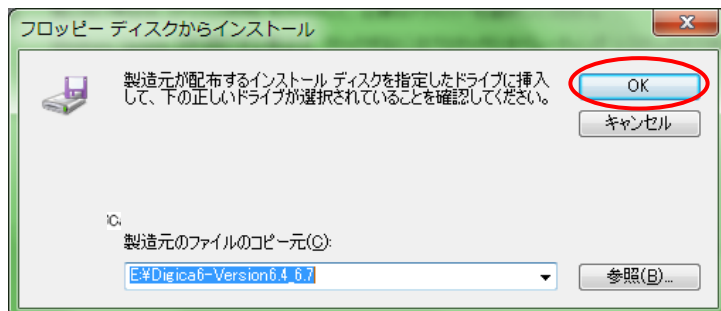 フロッピー ディスクからインストール
製造元が配布するインストール ディスクを指定したドライブに挿入
して、下の正しいドライブが選択されていることを確認してください。
OK
キャンセル
製造元のファイルのコピー元(C):
E:¥Digica6-Version6.4_6.7
参照(B)...